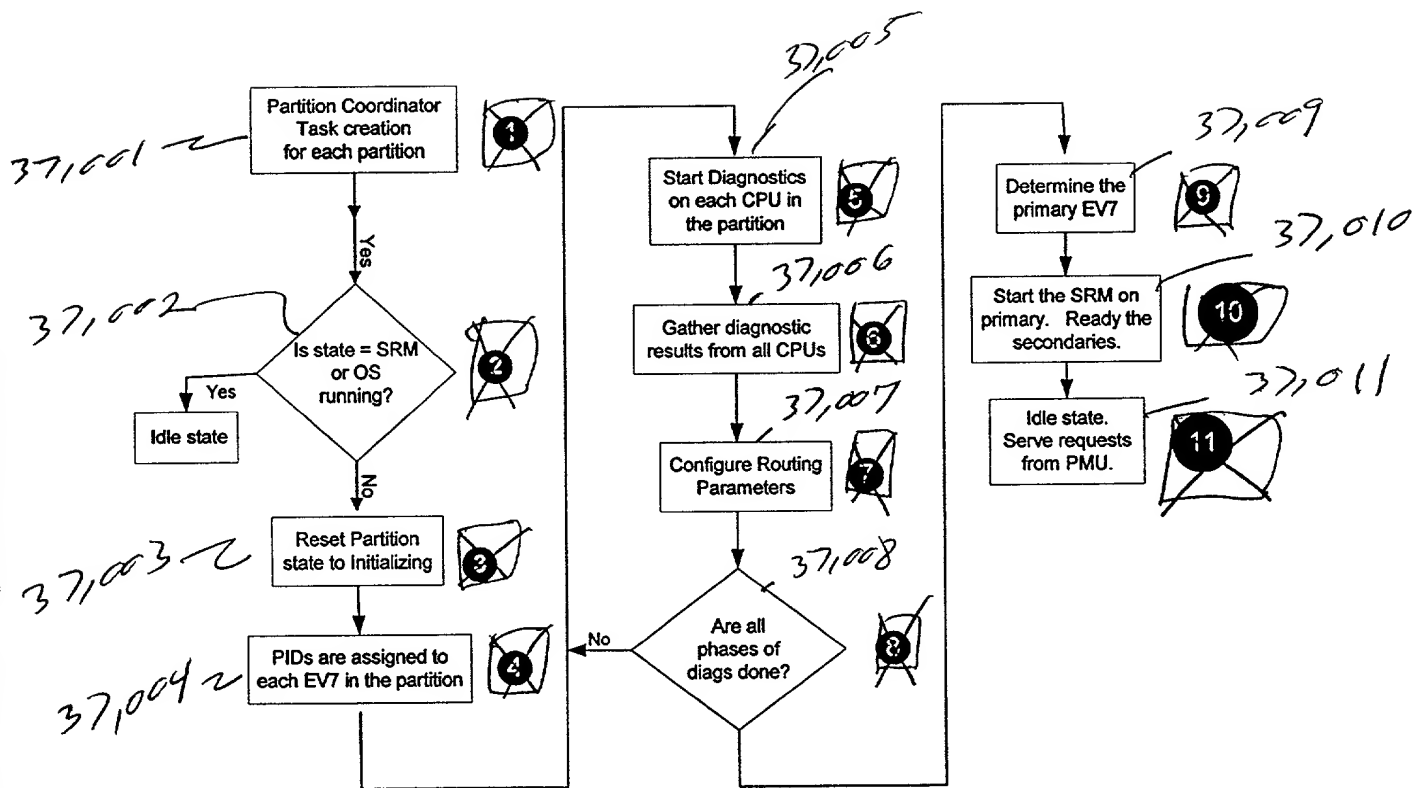 37,001
Partition Coordinator
Task creation
for each partition
1
Yes
37,002
Is state = SRM
or OS
running?
2
Yes
Idle state
No
37,003
Reset Partition
state to Initializing
3
37,004
PIDs are assigned to
each EV7 in the partition
4
37,005
Start Diagnostics
on each CPU in
the partition
5
37,006
Gather diagnostic
results from all CPUs
6
37,007
Configure Routing
Parameters
7
37,008
Are all
phases of
diags done?
8
No
37,009
Determine the
primary EV7
9
37,010
Start the SRM on
primary. Ready the
secondaries.
10
37,011
Idle state.
Serve requests
from PMU.
11